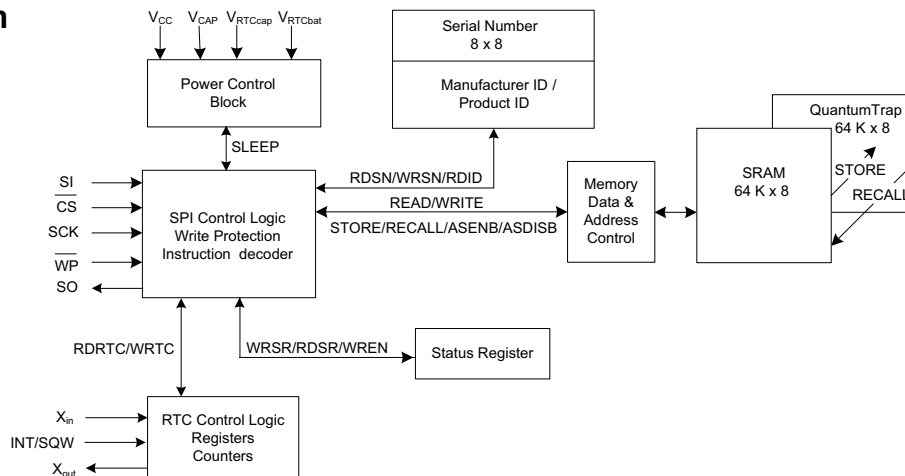 n
VCC VCAP VRTCcap VRTCbat
Power Control
Block
SLEEP
Serial Number
8 x 8
Manufacturer ID /
Product ID
QuantumTrap
64 K x 8
SRAM
64 K x 8
STORE
RECALL
SI
CS
SCK
WP
SO
SPI Control Logic
Write Protection
Instruction decoder
RDSN/WRSN/RDID
READ/WRITE
STORE/RECALL/ASENB/ASDISB
Memory
Data &
Address
Control
RDRTC/WRTC
WRSR/RDSR/WREN
Status Register
Xin
INT/SQW
Xout
RTC Control Logic
Registers
Counters